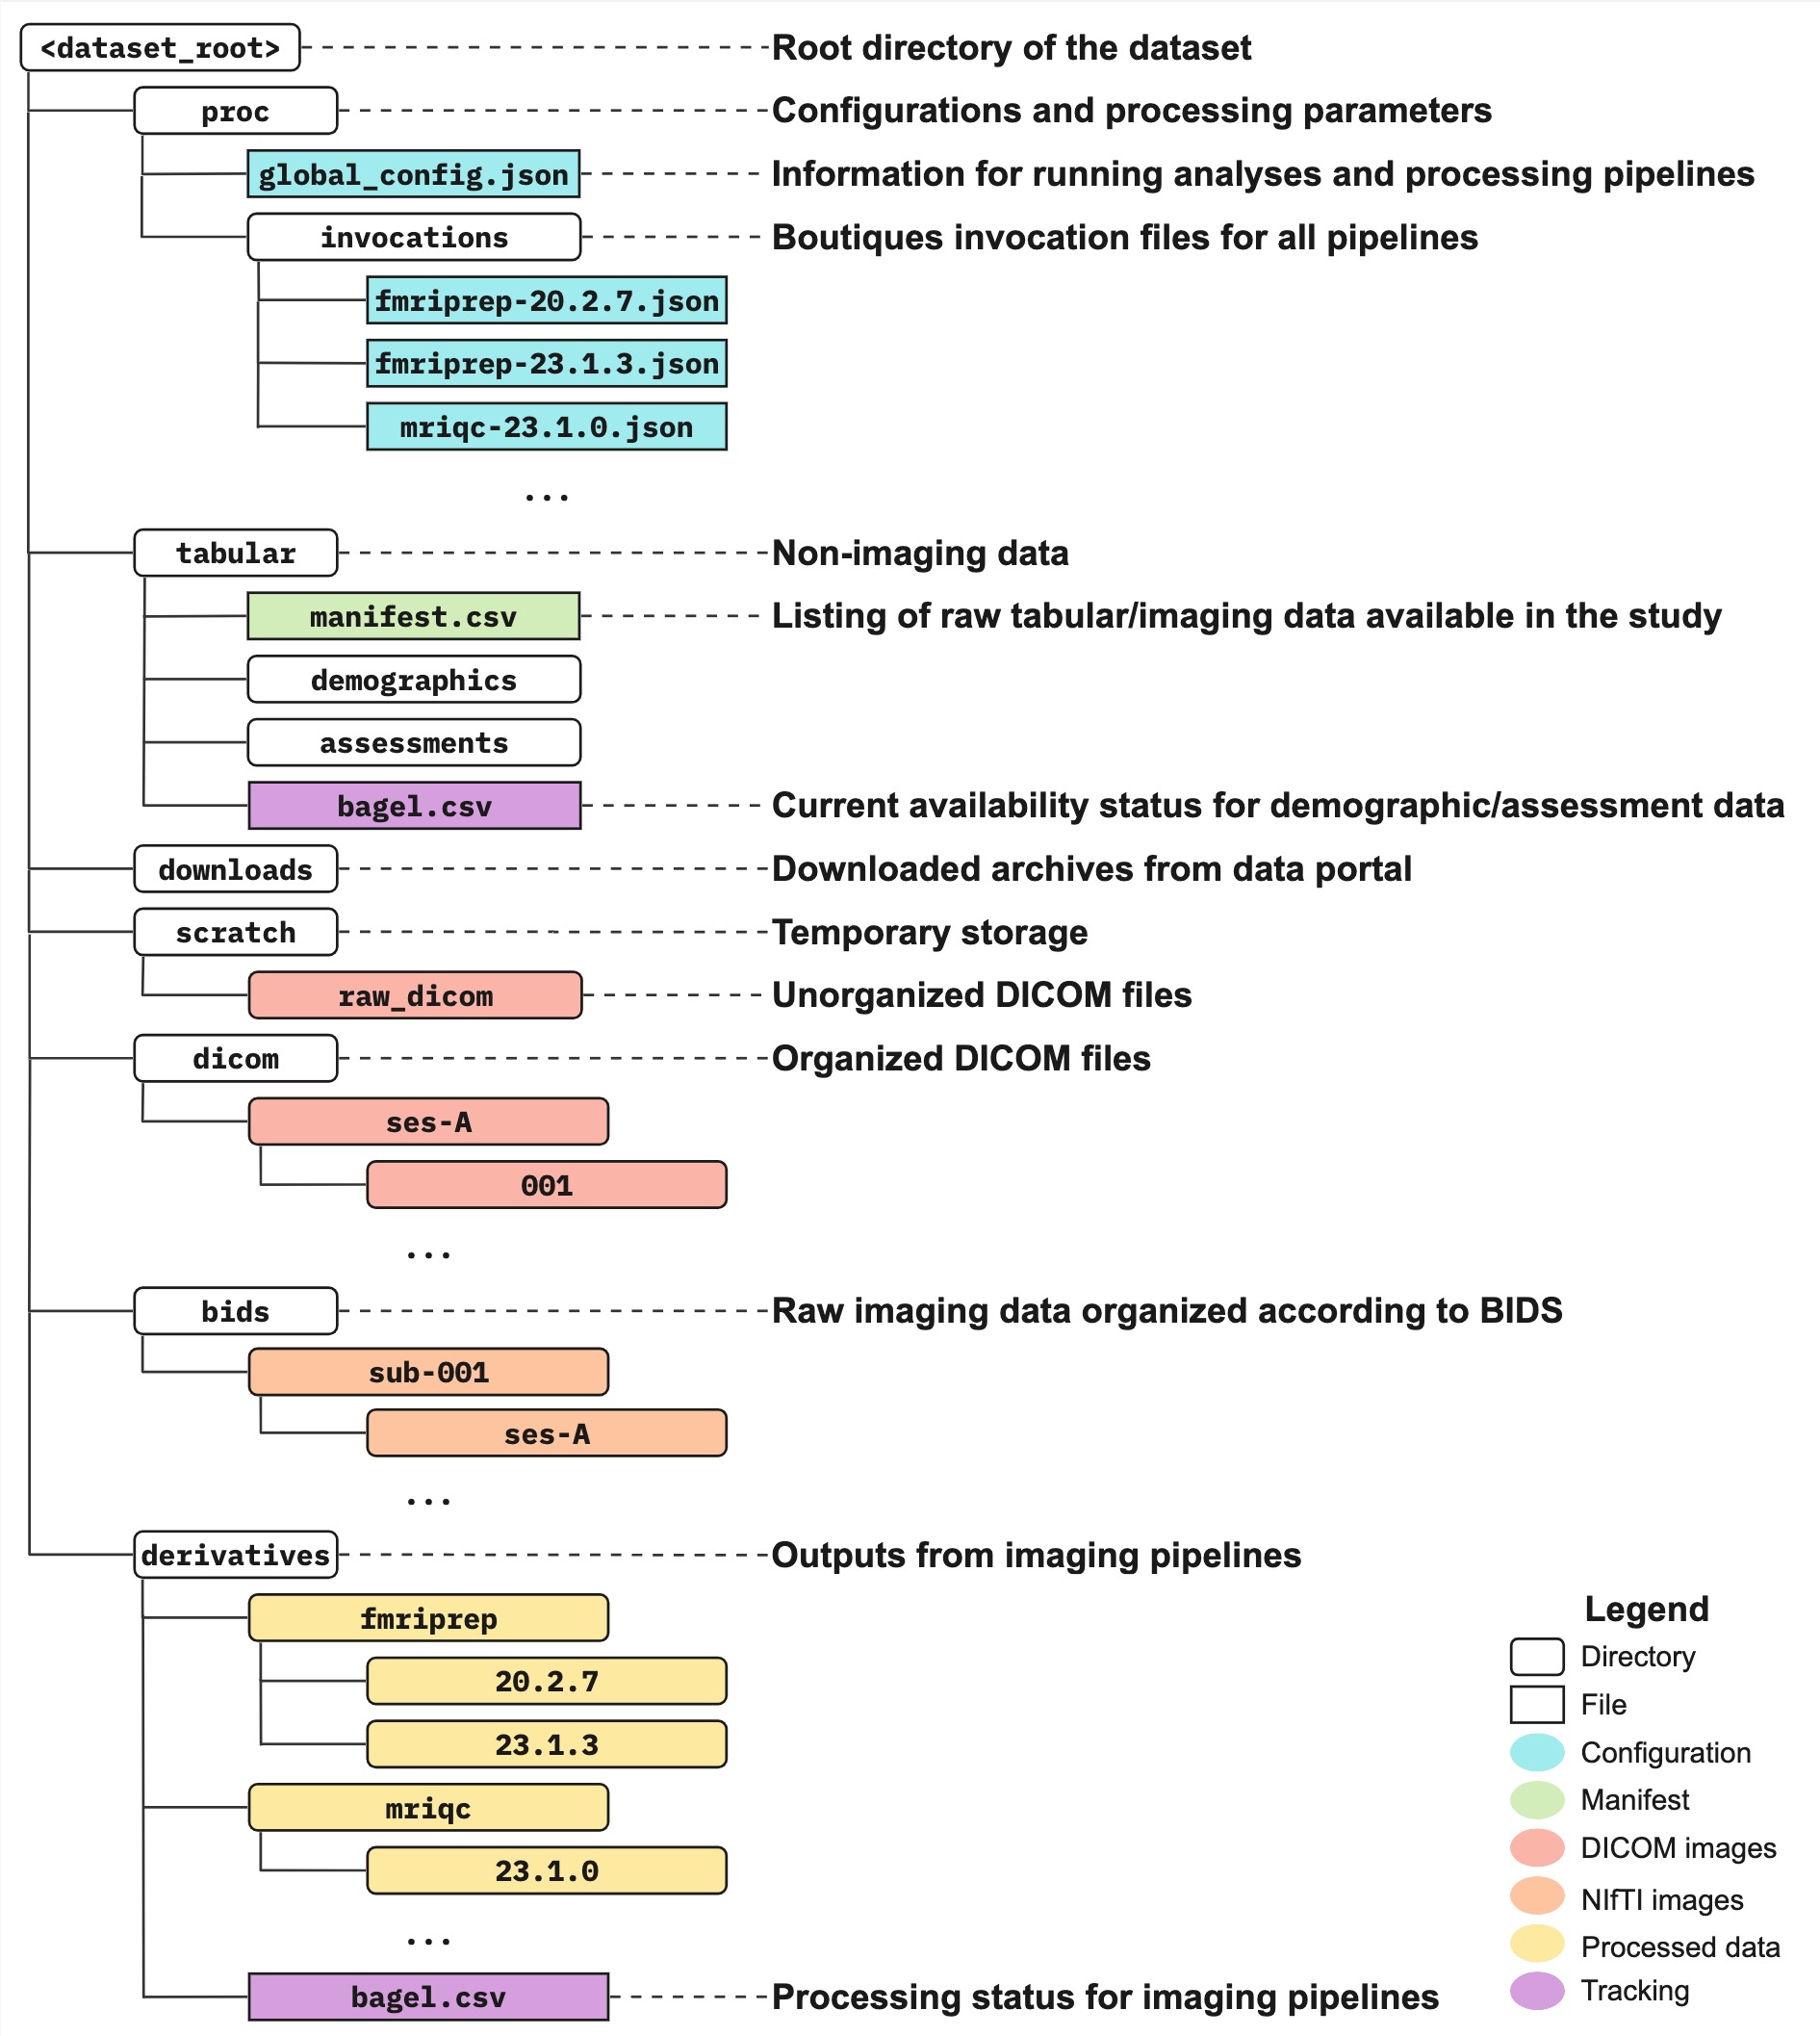 <dataset_root> Root directory of the dataset
proc Configurations and processing parameters
global_config.json Information for running analyses and processing pipelines
invocations Boutiques invocation files for all pipelines
fmriprep-20.2.7.json
fmriprep-23.1.3.json
mriqc-23.1.0.json
...
tabular Non-imaging data
manifest.csv Listing of raw tabular/imaging data available in the study
demographics
assessments
bagel.csv Current availability status for demographic/assessment data
downloads Downloaded archives from data portal
scratch Temporary storage
raw_dicom Unorganized DICOM files
dicom Organized DICOM files
ses-A
001
...
bids Raw imaging data organized according to BIDS
sub-001
ses-A
...
derivatives Outputs from imaging pipelines
fmriprep
20.2.7
23.1.3
mriqc
23.1.0
...
bagel.csv Processing status for imaging pipelines
Legend
Directory
File
Configuration
Manifest
DICOM images
NIfTI images
Processed data
Tracking